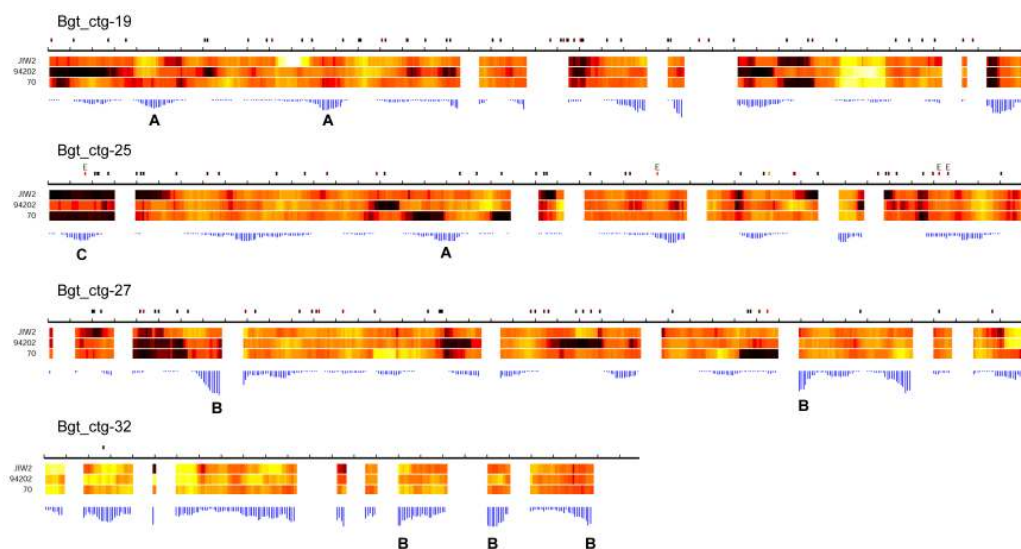 Bgt_ctg-19
JIW2
94202
70
A A
Bgt_ctg-25
E E E E
JIW2
94202
70
C A
Bgt_ctg-27
JIW2
94202
70
B B
Bgt_ctg-32
JIW2
94202
70
B B B